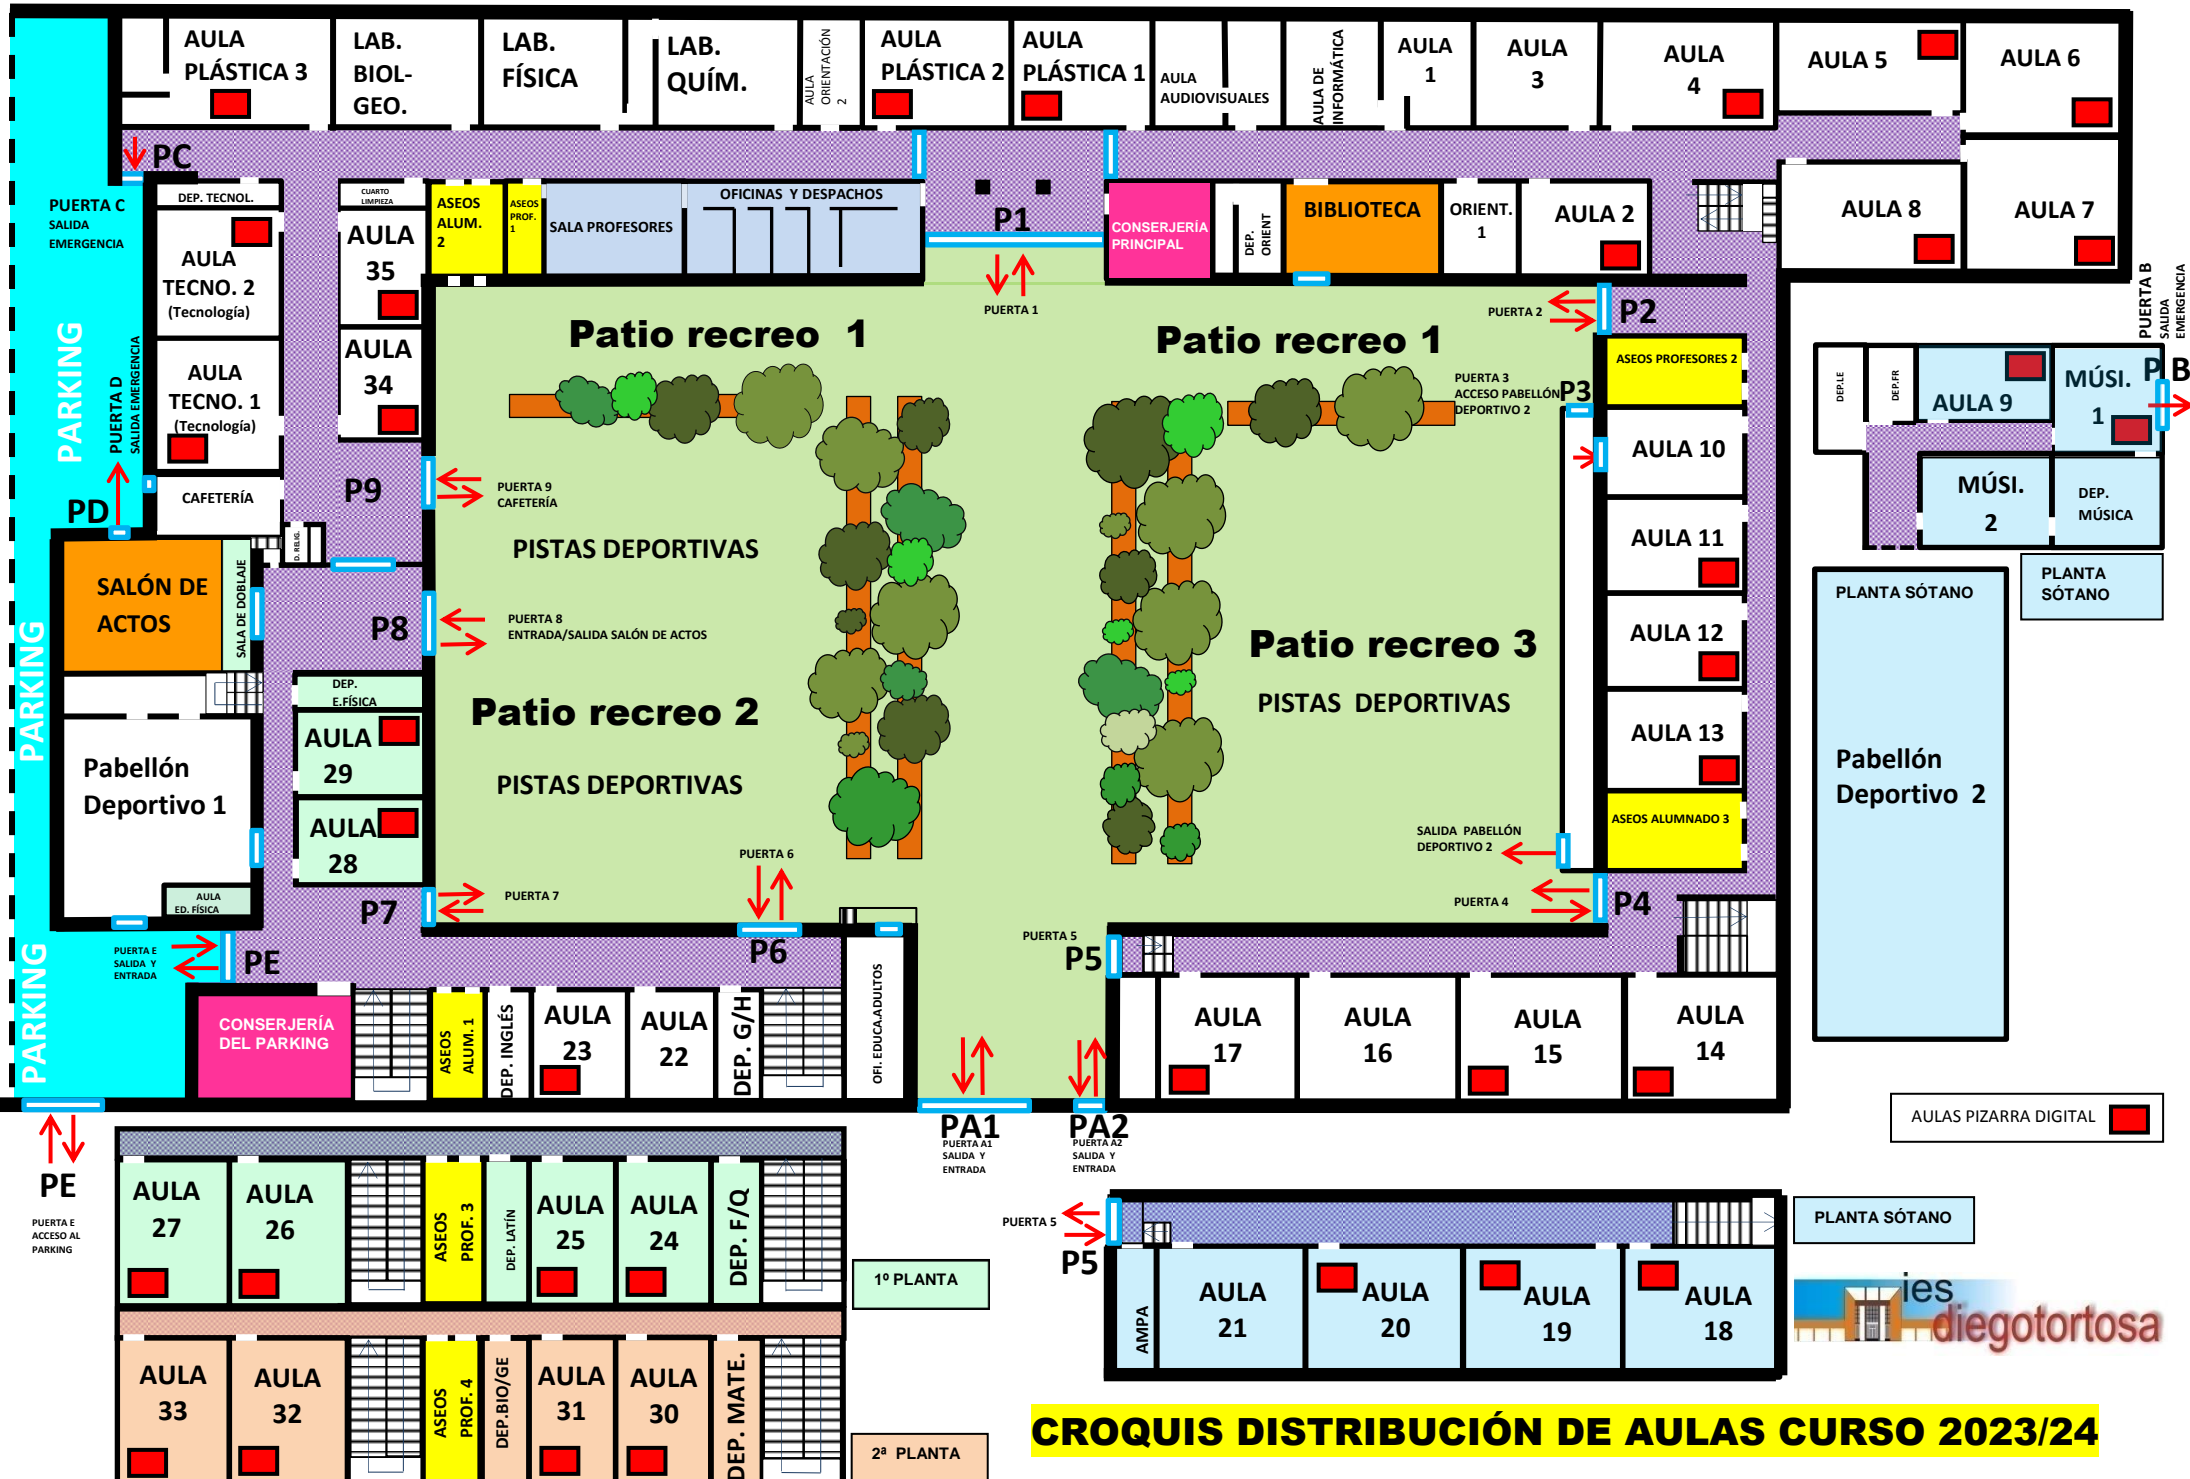 AULA
PLÁSTICA 3
LAB.
BIOL-
GEO.
LAB.
FÍSICA
LAB.
QUÍM.
AULA
ORIENTACIÓN
2
AULA
PLÁSTICA 2
AULA
PLÁSTICA 1
AULA
AUDIOVISUALES
AULA DE
INFORMÁTICA
AULA
1
AULA
3
AULA
4
AULA 5
AULA 6
PC
PUERTA C
SALIDA
EMERGENCIA
DEP. TECNOL.
CUARTO
LIMPIEZA
ASEOS
ALUM.
2
ASEOS
PROF.
1
SALA PROFESORES
OFICINAS Y DESPACHOS
P1
CONSERJERÍA
PRINCIPAL
DEP.
ORIENT
BIBLIOTECA
ORIENT.
1
AULA 2
AULA 8
AULA 7
AULA
TECNO. 2
(Tecnología)
AULA
35
PUERTA 1
PUERTA 2
P2
PUERTA B
SALIDA
EMERGENCIA
PARKING
PUERTA D
SALIDA EMERGENCIA
AULA
TECNO. 1
(Tecnología)
AULA
34
Patio recreo 1
Patio recreo 1
ASEOS PROFESORES 2
PUERTA 3
ACCESO PABELLÓN
DEPORTIVO 2
P3
DEP.LE
DEP.FR
AULA 9
MÚSI.
1
P B
AULA 10
CAFETERÍA
P9
PUERTA 9
CAFETERÍA
PD
MÚSI.
2
DEP.
MÚSICA
D. RELIG.
PISTAS DEPORTIVAS
AULA 11
SALÓN DE
ACTOS
SALA DE DOBLAJE
PLANTA SÓTANO
PLANTA
SÓTANO
P8
PUERTA 8
ENTRADA/SALIDA SALÓN DE ACTOS
AULA 12
PARKING
Patio recreo 3
PISTAS DEPORTIVAS
DEP.
E.FÍSICA
Patio recreo 2
PISTAS DEPORTIVAS
AULA
29
AULA 13
Pabellón
Deportivo 1
Pabellón
Deportivo 2
AULA
28
ASEOS ALUMNADO 3
SALIDA PABELLÓN
DEPORTIVO 2
PUERTA 6
AULA
ED. FÍSICA
P7
PUERTA 7
PUERTA 4
P4
PARKING
PUERTA E
SALIDA Y
ENTRADA
PE
P6
PUERTA 5
P5
CONSERJERÍA
DEL PARKING
ASEOS
ALUM. 1
DEP. INGLÉS
AULA
23
AULA
22
DEP. G/H
OFI. EDUCA.ADULTOS
AULA
17
AULA
16
AULA
15
AULA
14
PE
PUERTA E
ACCESO AL
PARKING
PA1
PUERTA A1
SALIDA Y
ENTRADA
PA2
PUERTA A2
SALIDA Y
ENTRADA
AULAS PIZARRA DIGITAL
AULA
27
AULA
26
ASEOS
PROF. 3
DEP. LATÍN
AULA
25
AULA
24
DEP. F/Q
1º PLANTA
PUERTA 5
P5
AMPA
AULA
21
AULA
20
AULA
19
AULA
18
PLANTA SÓTANO
ies
diegotortosa
AULA
33
AULA
32
ASEOS
PROF. 4
DEP.BIO/GE
AULA
31
AULA
30
DEP. MATE.
2ª PLANTA
CROQUIS DISTRIBUCIÓN DE AULAS CURSO 2023/24